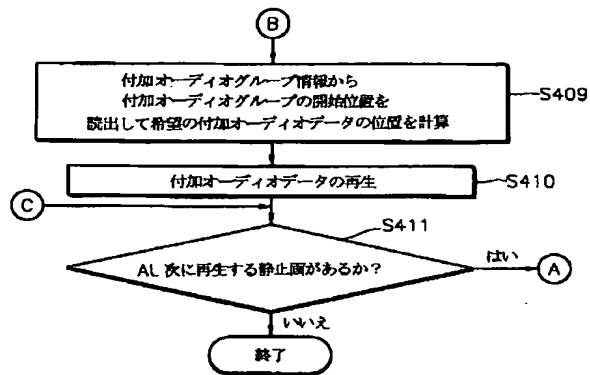 B
付加オーディオグループ情報から
付加オーディオグループの開始位置を
読出して希望の付加オーディオデータの位置を計算
S409
付加オーディオデータの再生
S410
C
S411
AL 次に再生する静止画があるか?
はい
A
いいえ
終了